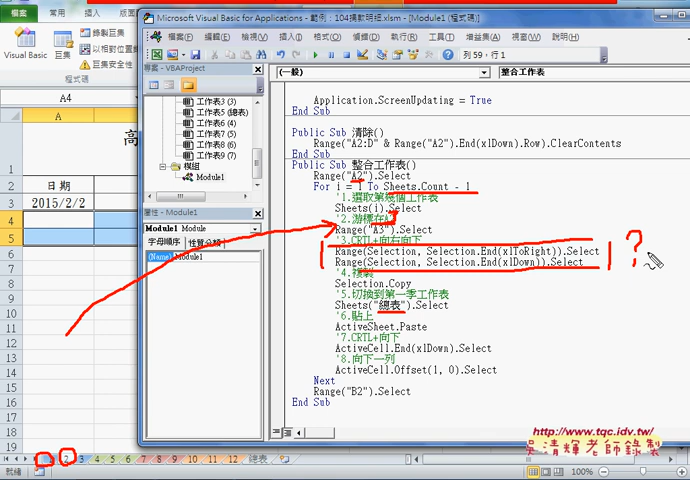 檔案
Microsoft Visual Basic for Applications - 範例：104捐款明細.xlsm - [Module1 (程式碼)]
檔案(F) 編輯(E) 檢視(V) 插入(I) 格式(O) 偵錯(D) 執行(R) 工具(T) 增益集(A) 視窗(W) 說明(H)
列 59，行 1
錄製巨集
以相對位置
巨集安全性
Visual Basic
巨集
程式碼
專案 - VBAProject
(一般)
整合工作表
A4
A
工作表3 (3)
工作表5 (總表)
工作表6 (4)
工作表7 (5)
工作表8 (6)
工作表9 (7)
模組
Module1
Application.ScreenUpdating = True
End Sub
Public Sub 清除()
Range("A2:D" & Range("A2").End(xlDown).Row).ClearContents
End Sub
Public Sub 整合工作表()
Range("A2").Select
For i = 1 To Sheets.Count - 1
'1.選取第幾個工作表
Sheets(i).Select
'2.游標在A3
Range("A3").Select
'3.CRTL+向右向下
Range(Selection, Selection.End(xlToRight)).Select
Range(Selection, Selection.End(xlDown)).Select
'4.複製
Selection.Copy
'5.切換到第一季工作表
Sheets("總表").Select
'6.貼上
ActiveSheet.Paste
'7.CRTL+向下
ActiveCell.End(xlDown).Select
'8.向下一列
ActiveCell.Offset(1, 0).Select
Next
Range("B2").Select
End Sub
?
屬性 - Module1
Module1 Module
字母順序 性質分類
(Name) Module1
1
高
2
日期
3
2015/2/2
4
5
6
7
8
9
10
11
12
13
14
15
16
17
18
19
1 2 3 4 5 6 7 8 9 10 11 12 總表
就緒
100%
http://www.tqc.idv.tw/
吳清輝老師錄製